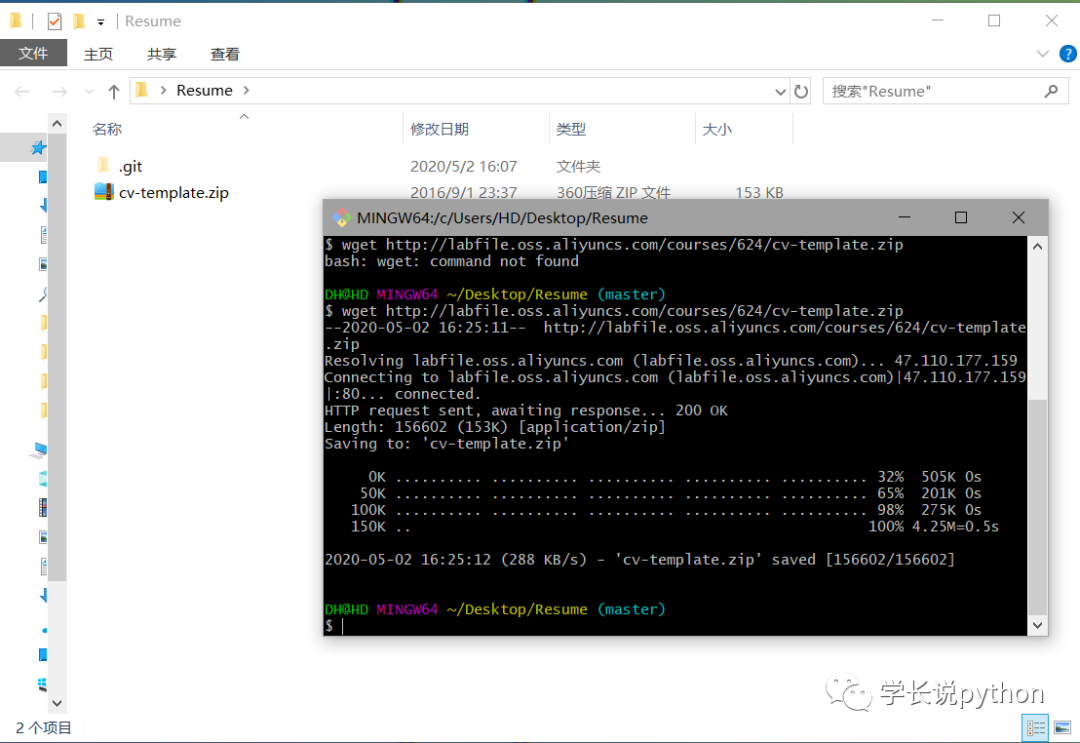 Resume
文件 主页 共享 查看
Resume
搜索"Resume"
名称 修改日期 类型 大小
.git 2020/5/2 16:07 文件夹
cv-template.zip 2016/9/1 23:37 360压缩 ZIP 文件 153 KB
MINGW64:/c/Users/HD/Desktop/Resume
$ wget http://labfile.oss.aliyuncs.com/courses/624/cv-template.zip
bash: wget: command not found
DH@HD MINGW64 ~/Desktop/Resume (master)
$ wget http://labfile.oss.aliyuncs.com/courses/624/cv-template.zip
--2020-05-02 16:25:11--  http://labfile.oss.aliyuncs.com/courses/624/cv-template
.zip
Resolving labfile.oss.aliyuncs.com (labfile.oss.aliyuncs.com)... 47.110.177.159
Connecting to labfile.oss.aliyuncs.com (labfile.oss.aliyuncs.com)|47.110.177.159
|:80... connected.
HTTP request sent, awaiting response... 200 OK
Length: 156602 (153K) [application/zip]
Saving to: 'cv-template.zip'
0K .......... .......... .......... .......... .......... 32%  505K 0s
50K .......... .......... .......... .......... .......... 65%  201K 0s
100K .......... .......... .......... .......... .......... 98%  275K 0s
150K .. 100% 4.25M=0.5s
2020-05-02 16:25:12 (288 KB/s) - 'cv-template.zip' saved [156602/156602]
DH@HD MINGW64 ~/Desktop/Resume (master)
$
学长说python
2 个项目